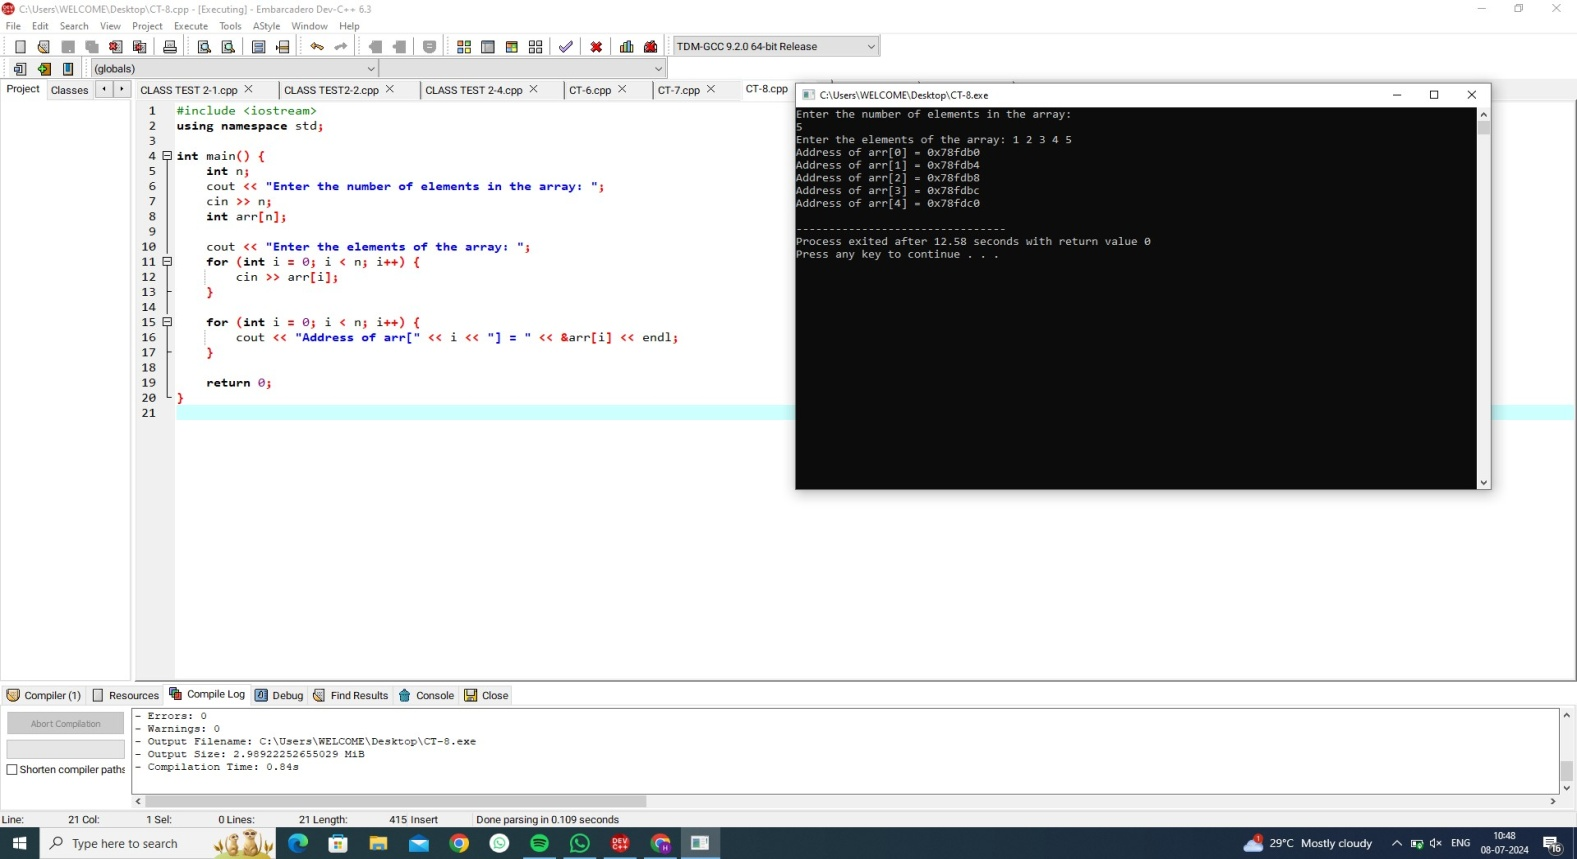 C:\Users\WELCOME\Desktop\CT-8.cpp - [Executing] - Embarcadero Dev-C++ 6.3
File Edit Search View Project Execute Tools AStyle Window Help
TDM-GCC 9.2.0 64-bit Release
(globals)
Project Classes
CLASS TEST 2-1.cpp CLASS TEST2-2.cpp CLASS TEST 2-4.cpp CT-6.cpp CT-7.cpp CT-8.cpp
1 #include <iostream>
2 using namespace std;
3
4 int main() {
5 int n;
6 cout << "Enter the number of elements in the array: ";
7 cin >> n;
8 int arr[n];
9
10 cout << "Enter the elements of the array: ";
11 for (int i = 0; i < n; i++) {
12 cin >> arr[i];
13 }
14
15 for (int i = 0; i < n; i++) {
16 cout << "Address of arr[" << i << "] = " << &arr[i] << endl;
17 }
18
19 return 0;
20 }
21
C:\Users\WELCOME\Desktop\CT-8.exe
Enter the number of elements in the array:
5
Enter the elements of the array: 1 2 3 4 5
Address of arr[0] = 0x78fdb0
Address of arr[1] = 0x78fdb4
Address of arr[2] = 0x78fdb8
Address of arr[3] = 0x78fdbc
Address of arr[4] = 0x78fdc0
--------------------------------
Process exited after 12.58 seconds with return value 0
Press any key to continue . . .
Compiler (1) Resources Compile Log Debug Find Results Console Close
Abort Compilation
Shorten compiler paths
- Errors: 0
- Warnings: 0
- Output Filename: C:\Users\WELCOME\Desktop\CT-8.exe
- Output Size: 2.98922252655029 MiB
- Compilation Time: 0.84s
Line: 21 Col: 1 Sel: 0 Lines: 21 Length: 415 Insert Done parsing in 0.109 seconds
Type here to search
DEV C++
H
29°C Mostly cloudy
ENG
10:48
08-07-2024
16